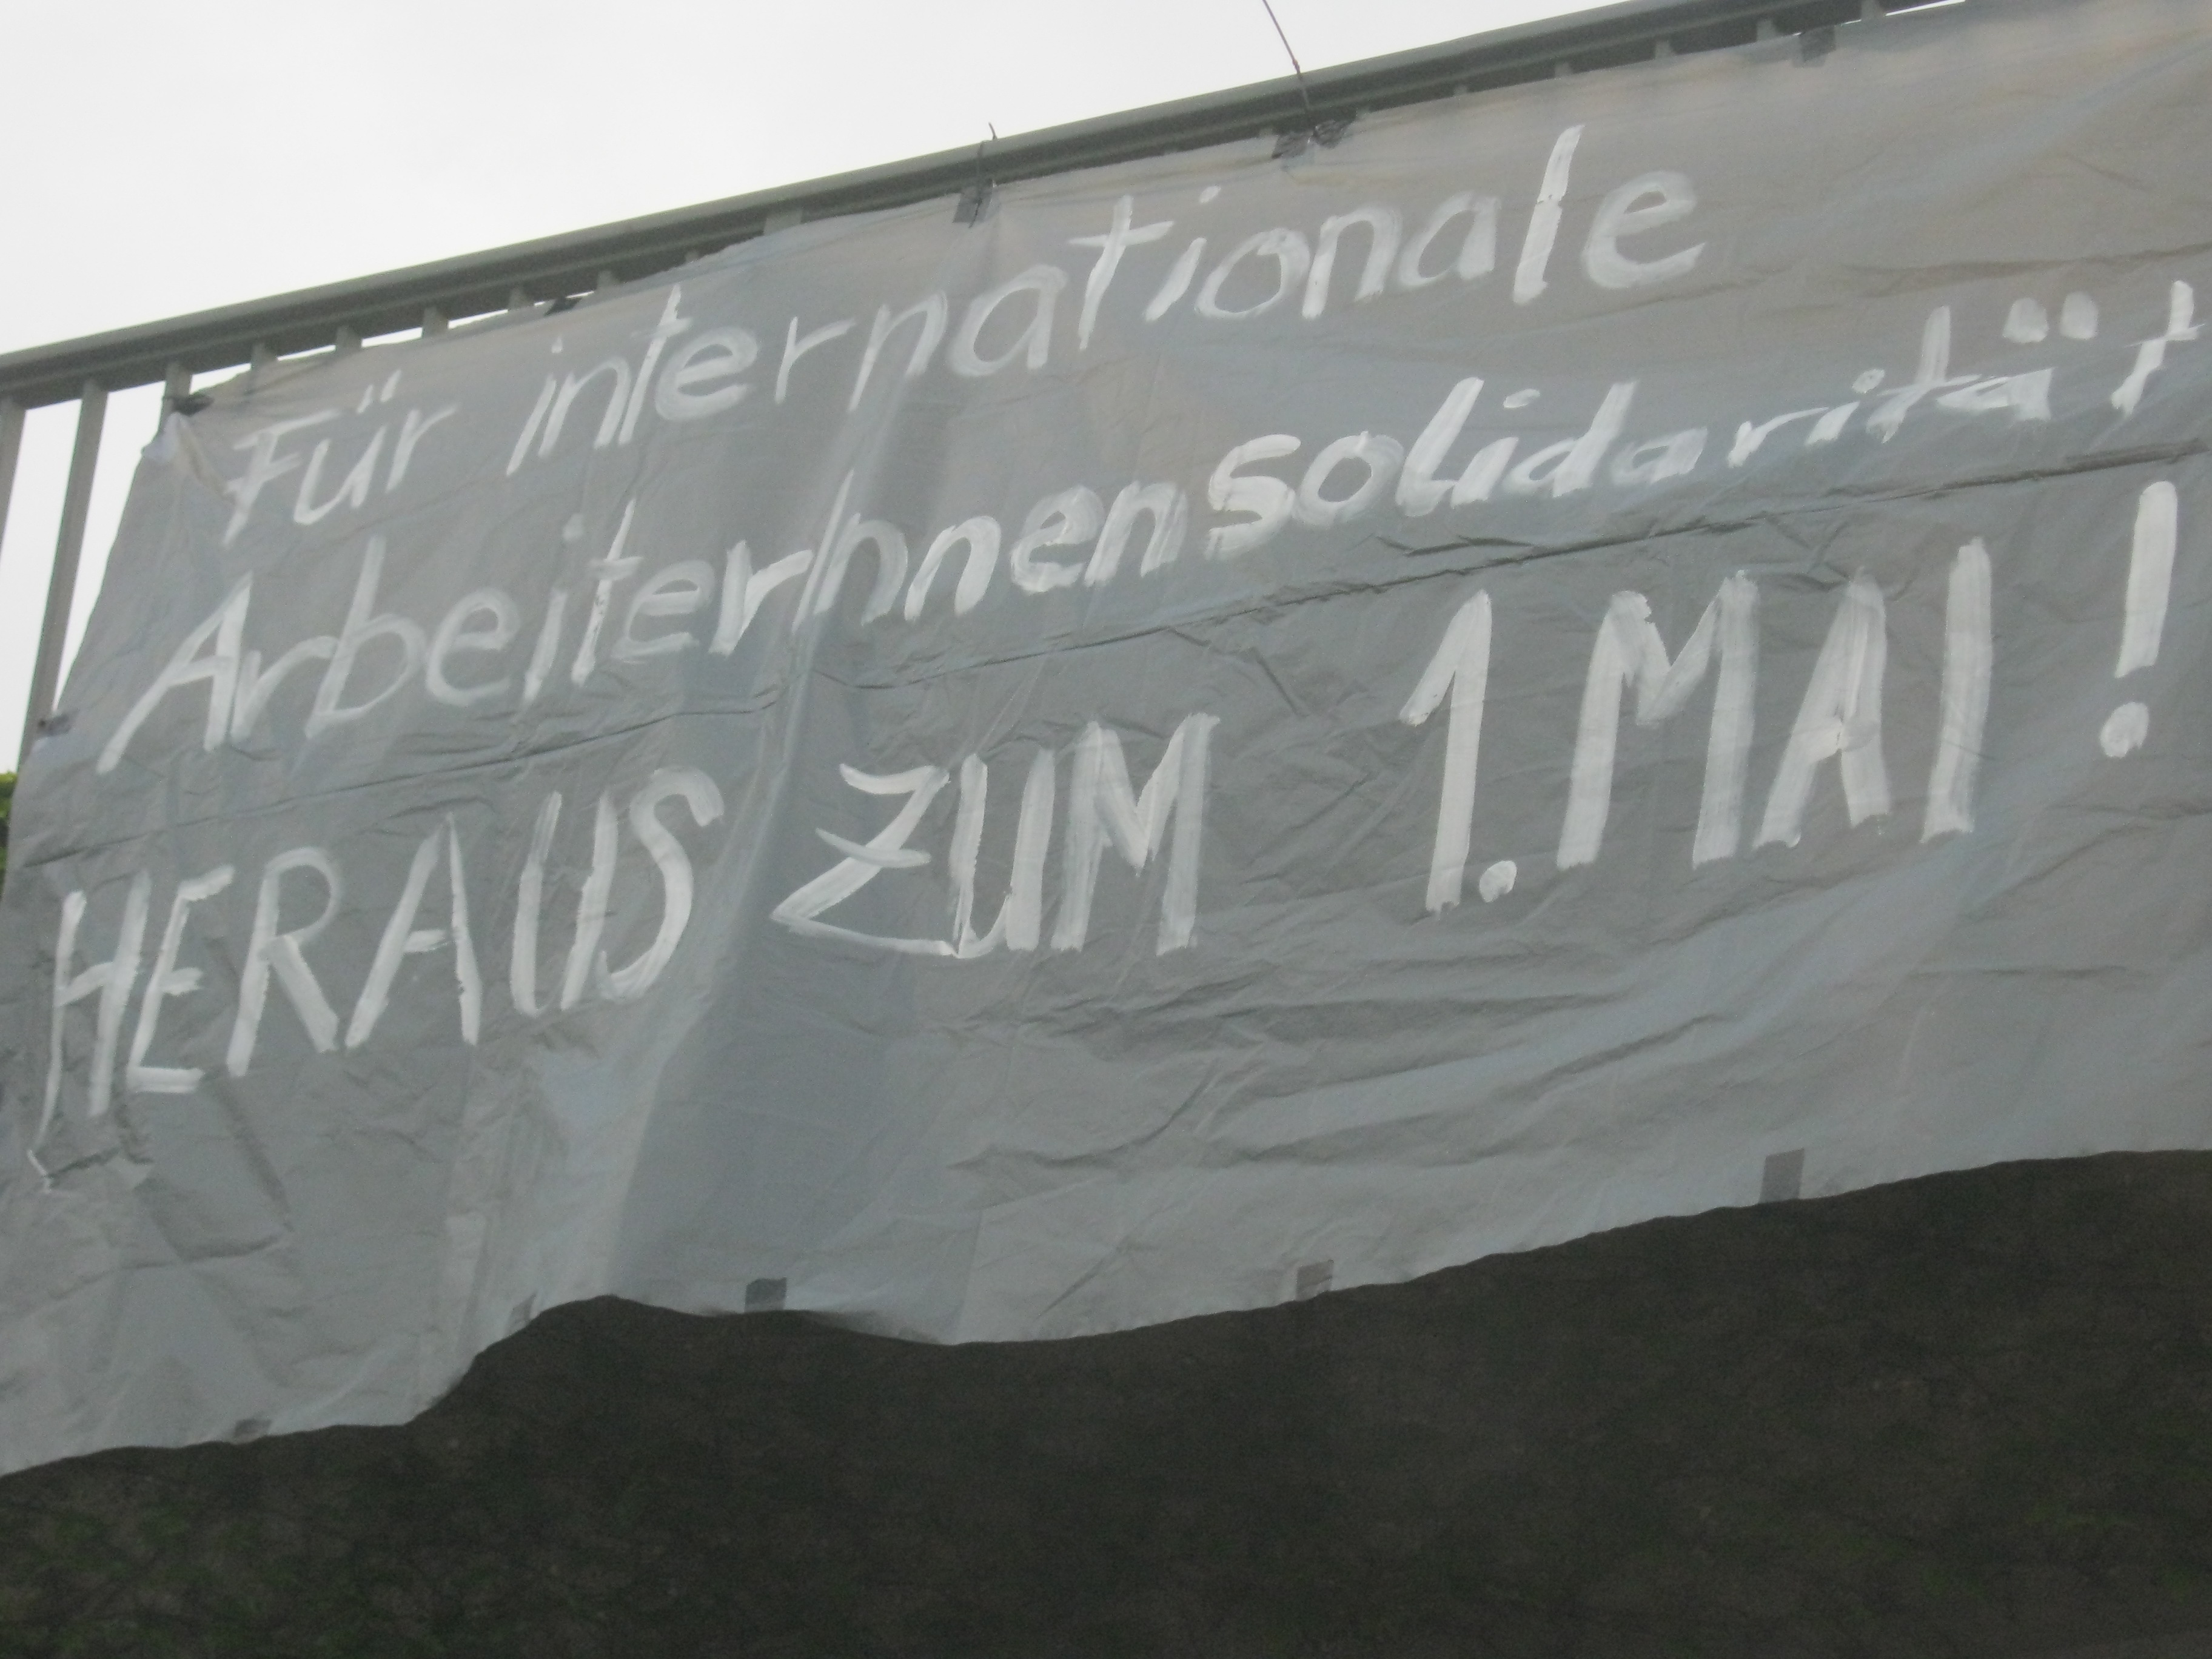 Für internationale
ArbeiterInnensolidarität
HERAUS ZUM 1. MAI!